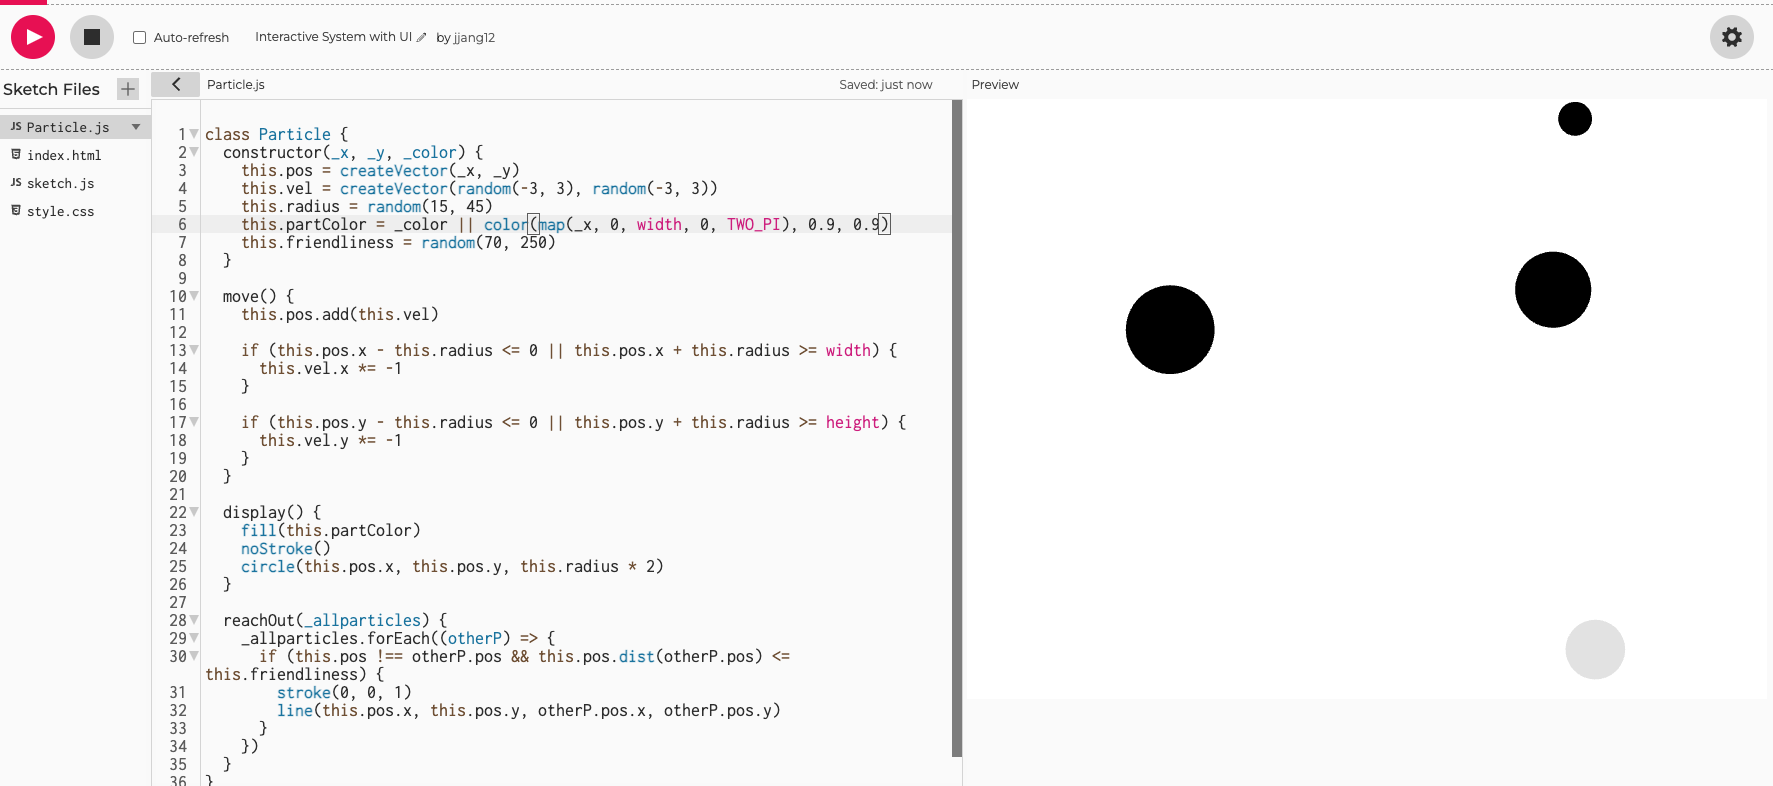 Auto-refresh
Interactive System with UI
by jjang12
Sketch Files
Particle.js
Saved: just now
Preview
JS Particle.js
index.html
JS sketch.js
style.css
1 class Particle {
2 constructor(_x, _y, _color) {
3 this.pos = createVector(_x, _y)
4 this.vel = createVector(random(-3, 3), random(-3, 3))
5 this.radius = random(15, 45)
6 this.partColor = _color || color(map(_x, 0, width, 0, TWO_PI), 0.9, 0.9)
7 this.friendliness = random(70, 250)
8 }
9
10 move() {
11 this.pos.add(this.vel)
12
13 if (this.pos.x - this.radius <= 0 || this.pos.x + this.radius >= width) {
14 this.vel.x *= -1
15 }
16
17 if (this.pos.y - this.radius <= 0 || this.pos.y + this.radius >= height) {
18 this.vel.y *= -1
19 }
20 }
21
22 display() {
23 fill(this.partColor)
24 noStroke()
25 circle(this.pos.x, this.pos.y, this.radius * 2)
26 }
27
28 reachOut(_allparticles) {
29 _allparticles.forEach((otherP) => {
30 if (this.pos !== otherP.pos && this.pos.dist(otherP.pos) <=
this.friendliness) {
31 stroke(0, 0, 1)
32 line(this.pos.x, this.pos.y, otherP.pos.x, otherP.pos.y)
33 }
34 })
35 }
36 }